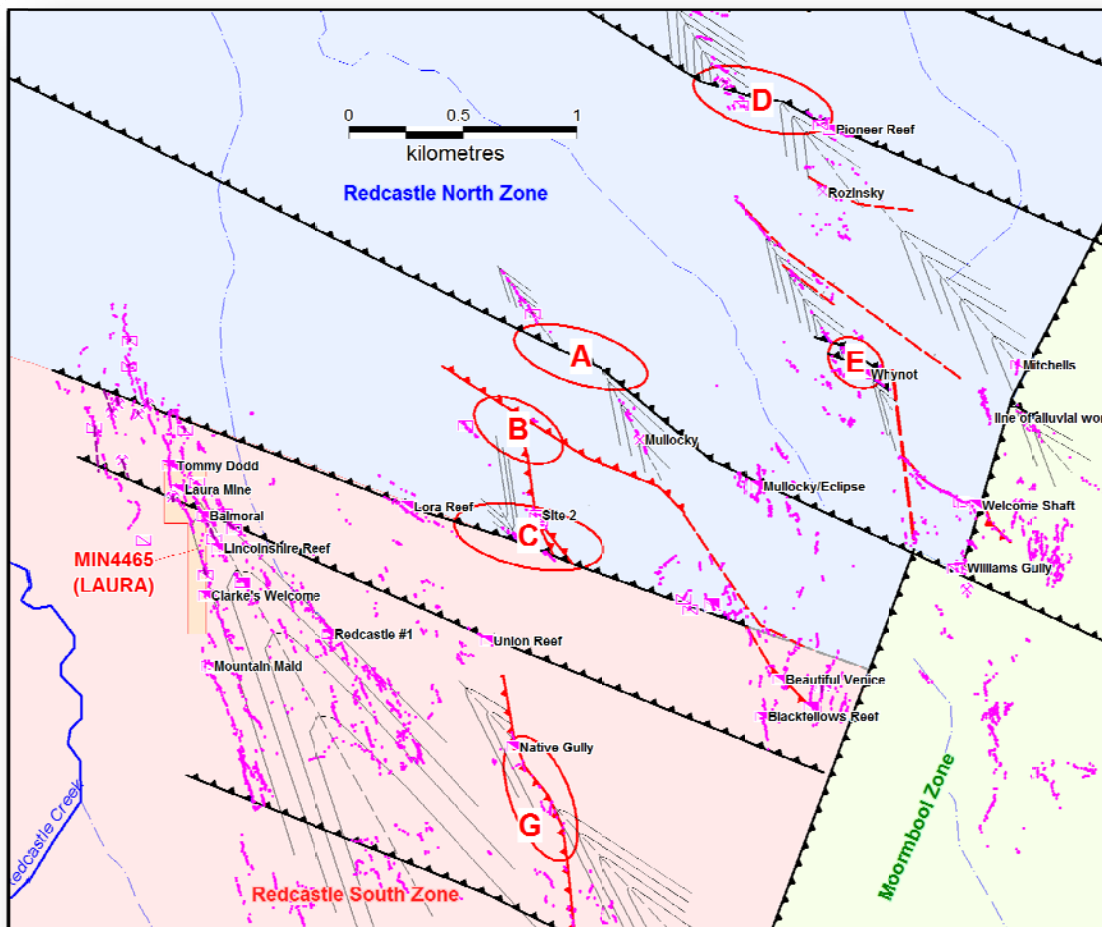 D
Pioneer Reef
0
0.5
1
kilometres
Redcastle North Zone
Rozinsky
A
E
Whynot
Mitchells
line of alluvial wor
B
Mullocky
Tommy Dodd
Laura Mine
Mullocky/Eclipse
Lora Reef
Site 2
Welcome Shaft
Balmoral
C
Lincolnshire Reef
MIN4465
(LAURA)
Williams Gully
Clarke's Welcome
Redcastle #1
Union Reef
Mountain Maid
Beautiful Venice
Blackfellows Reef
Native Gully
G
Redcastle Creek
Moormbool Zone
Redcastle South Zone